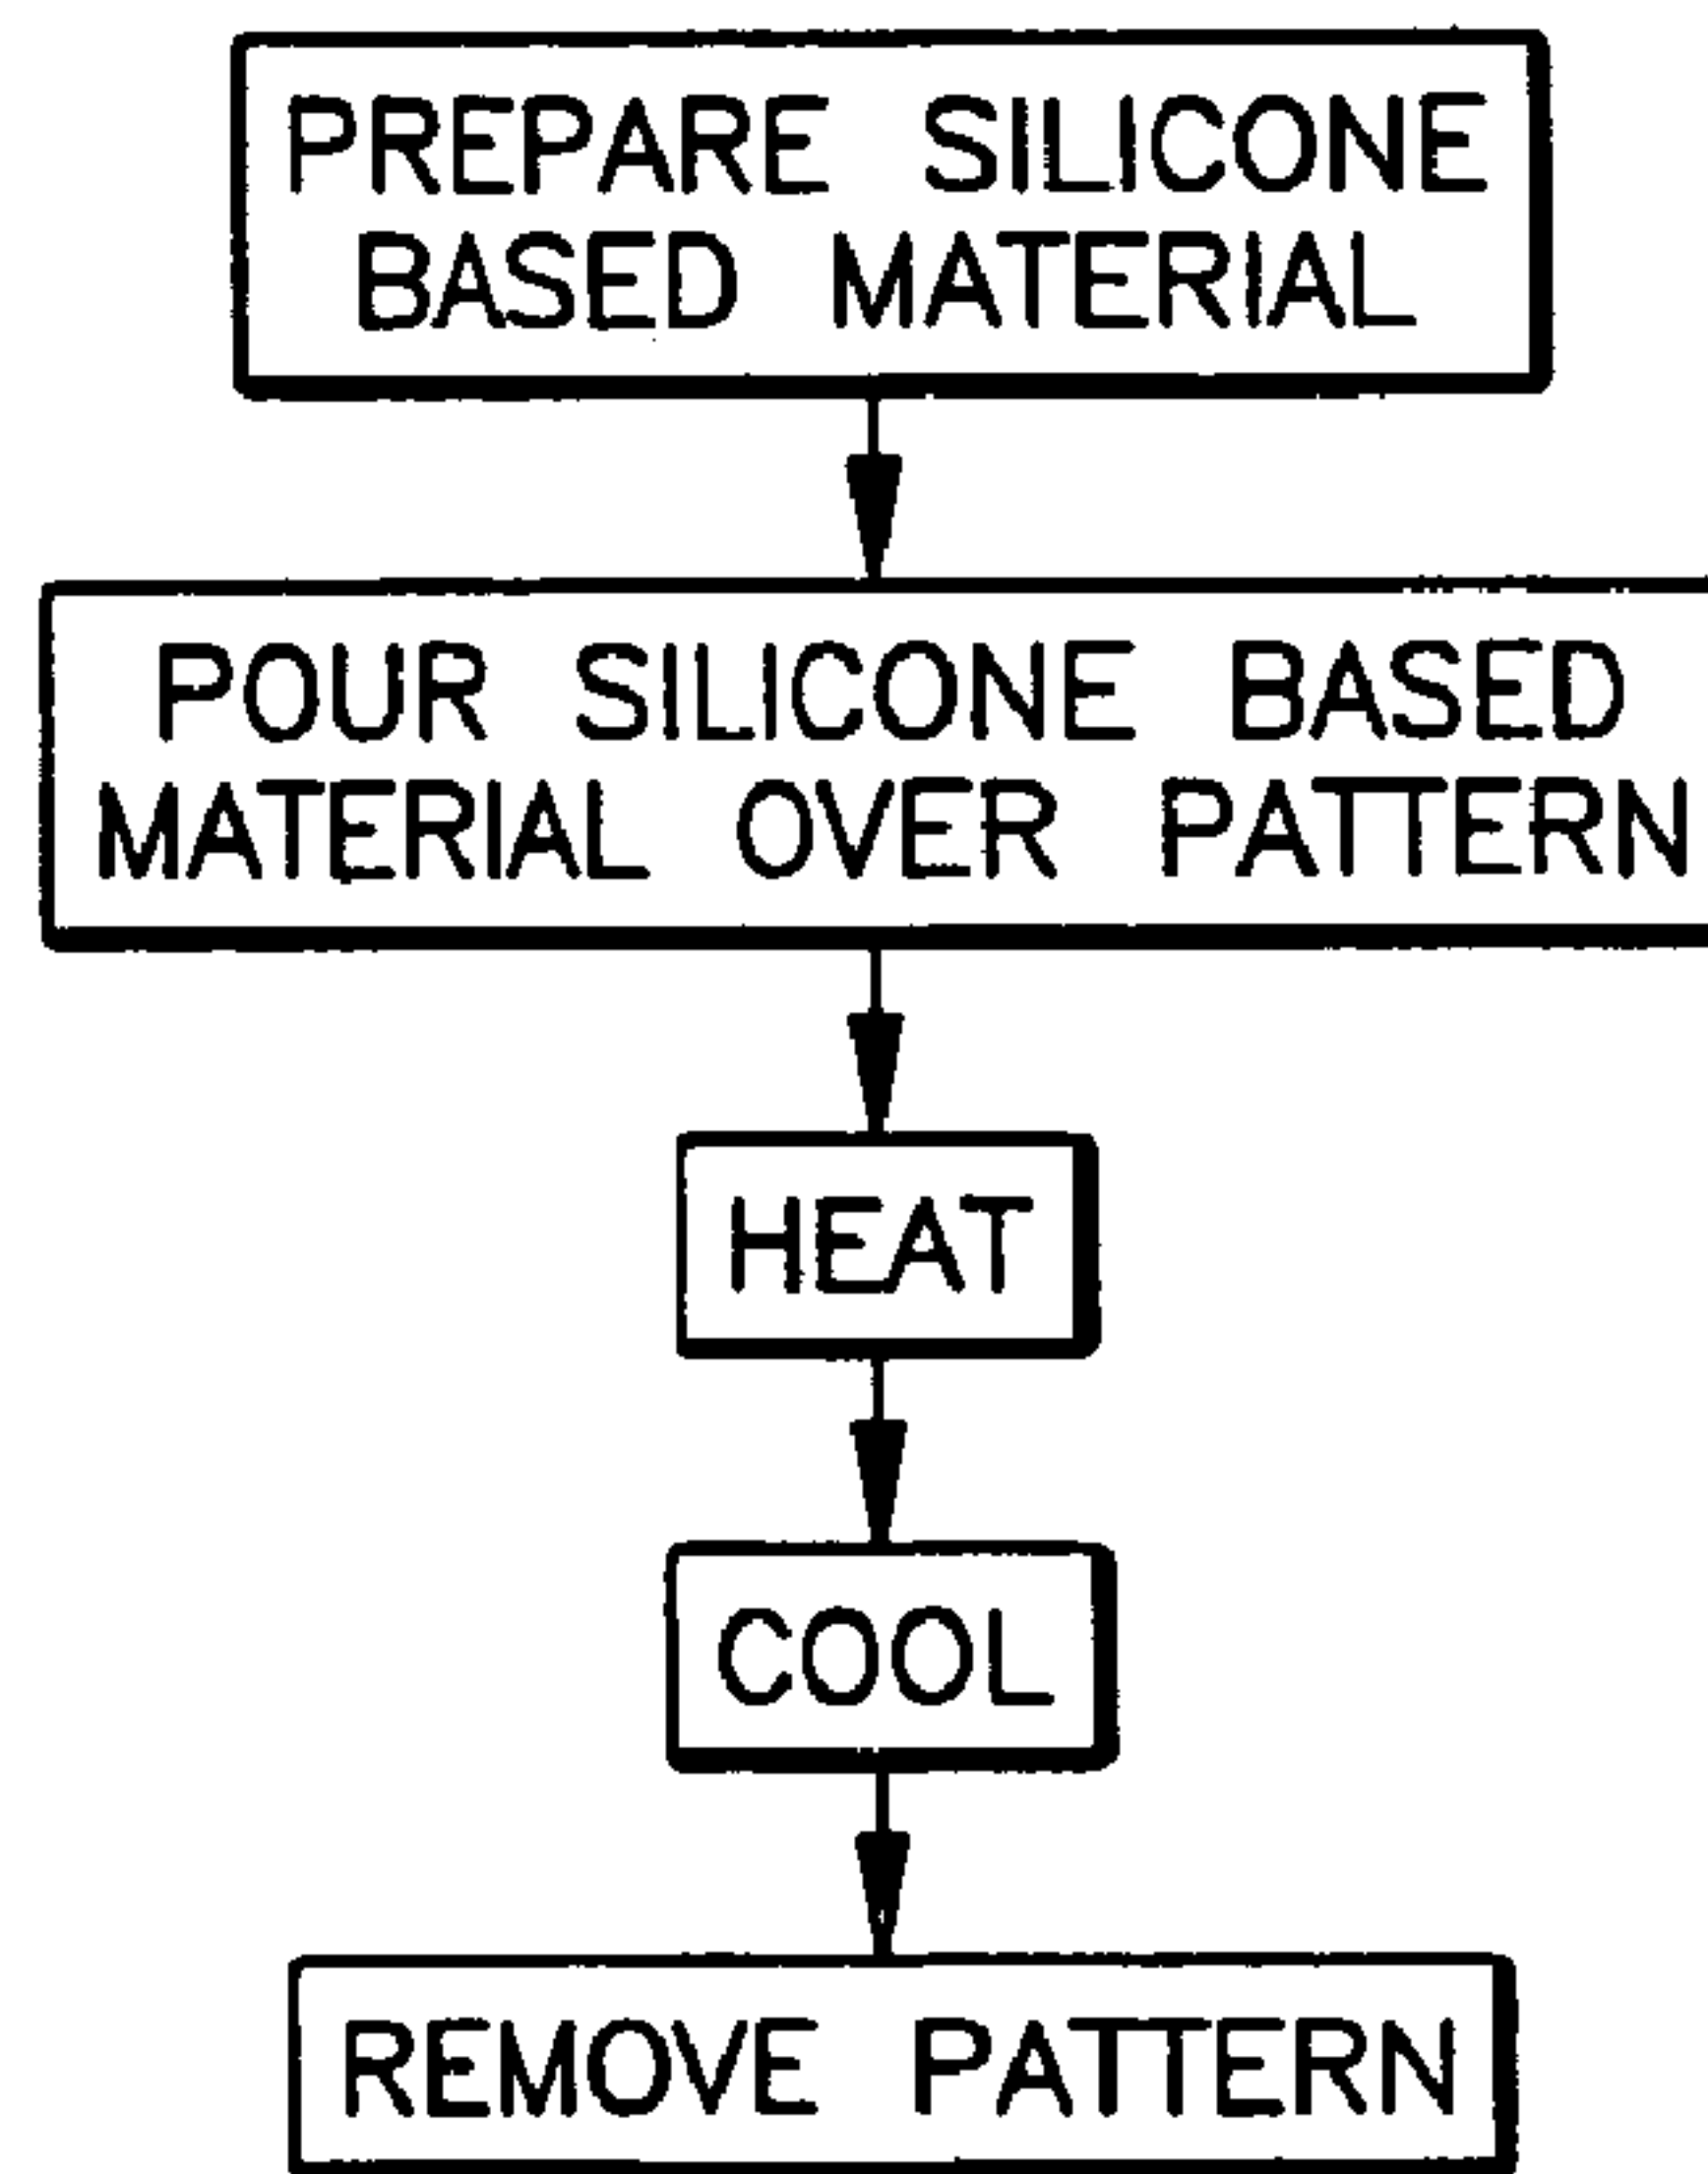 PREPARE SILICONE
BASED MATERIAL
POUR SILICONE BASED
MATERIAL OVER PATTERN
HEAT
COOL
REMOVE PATTERN